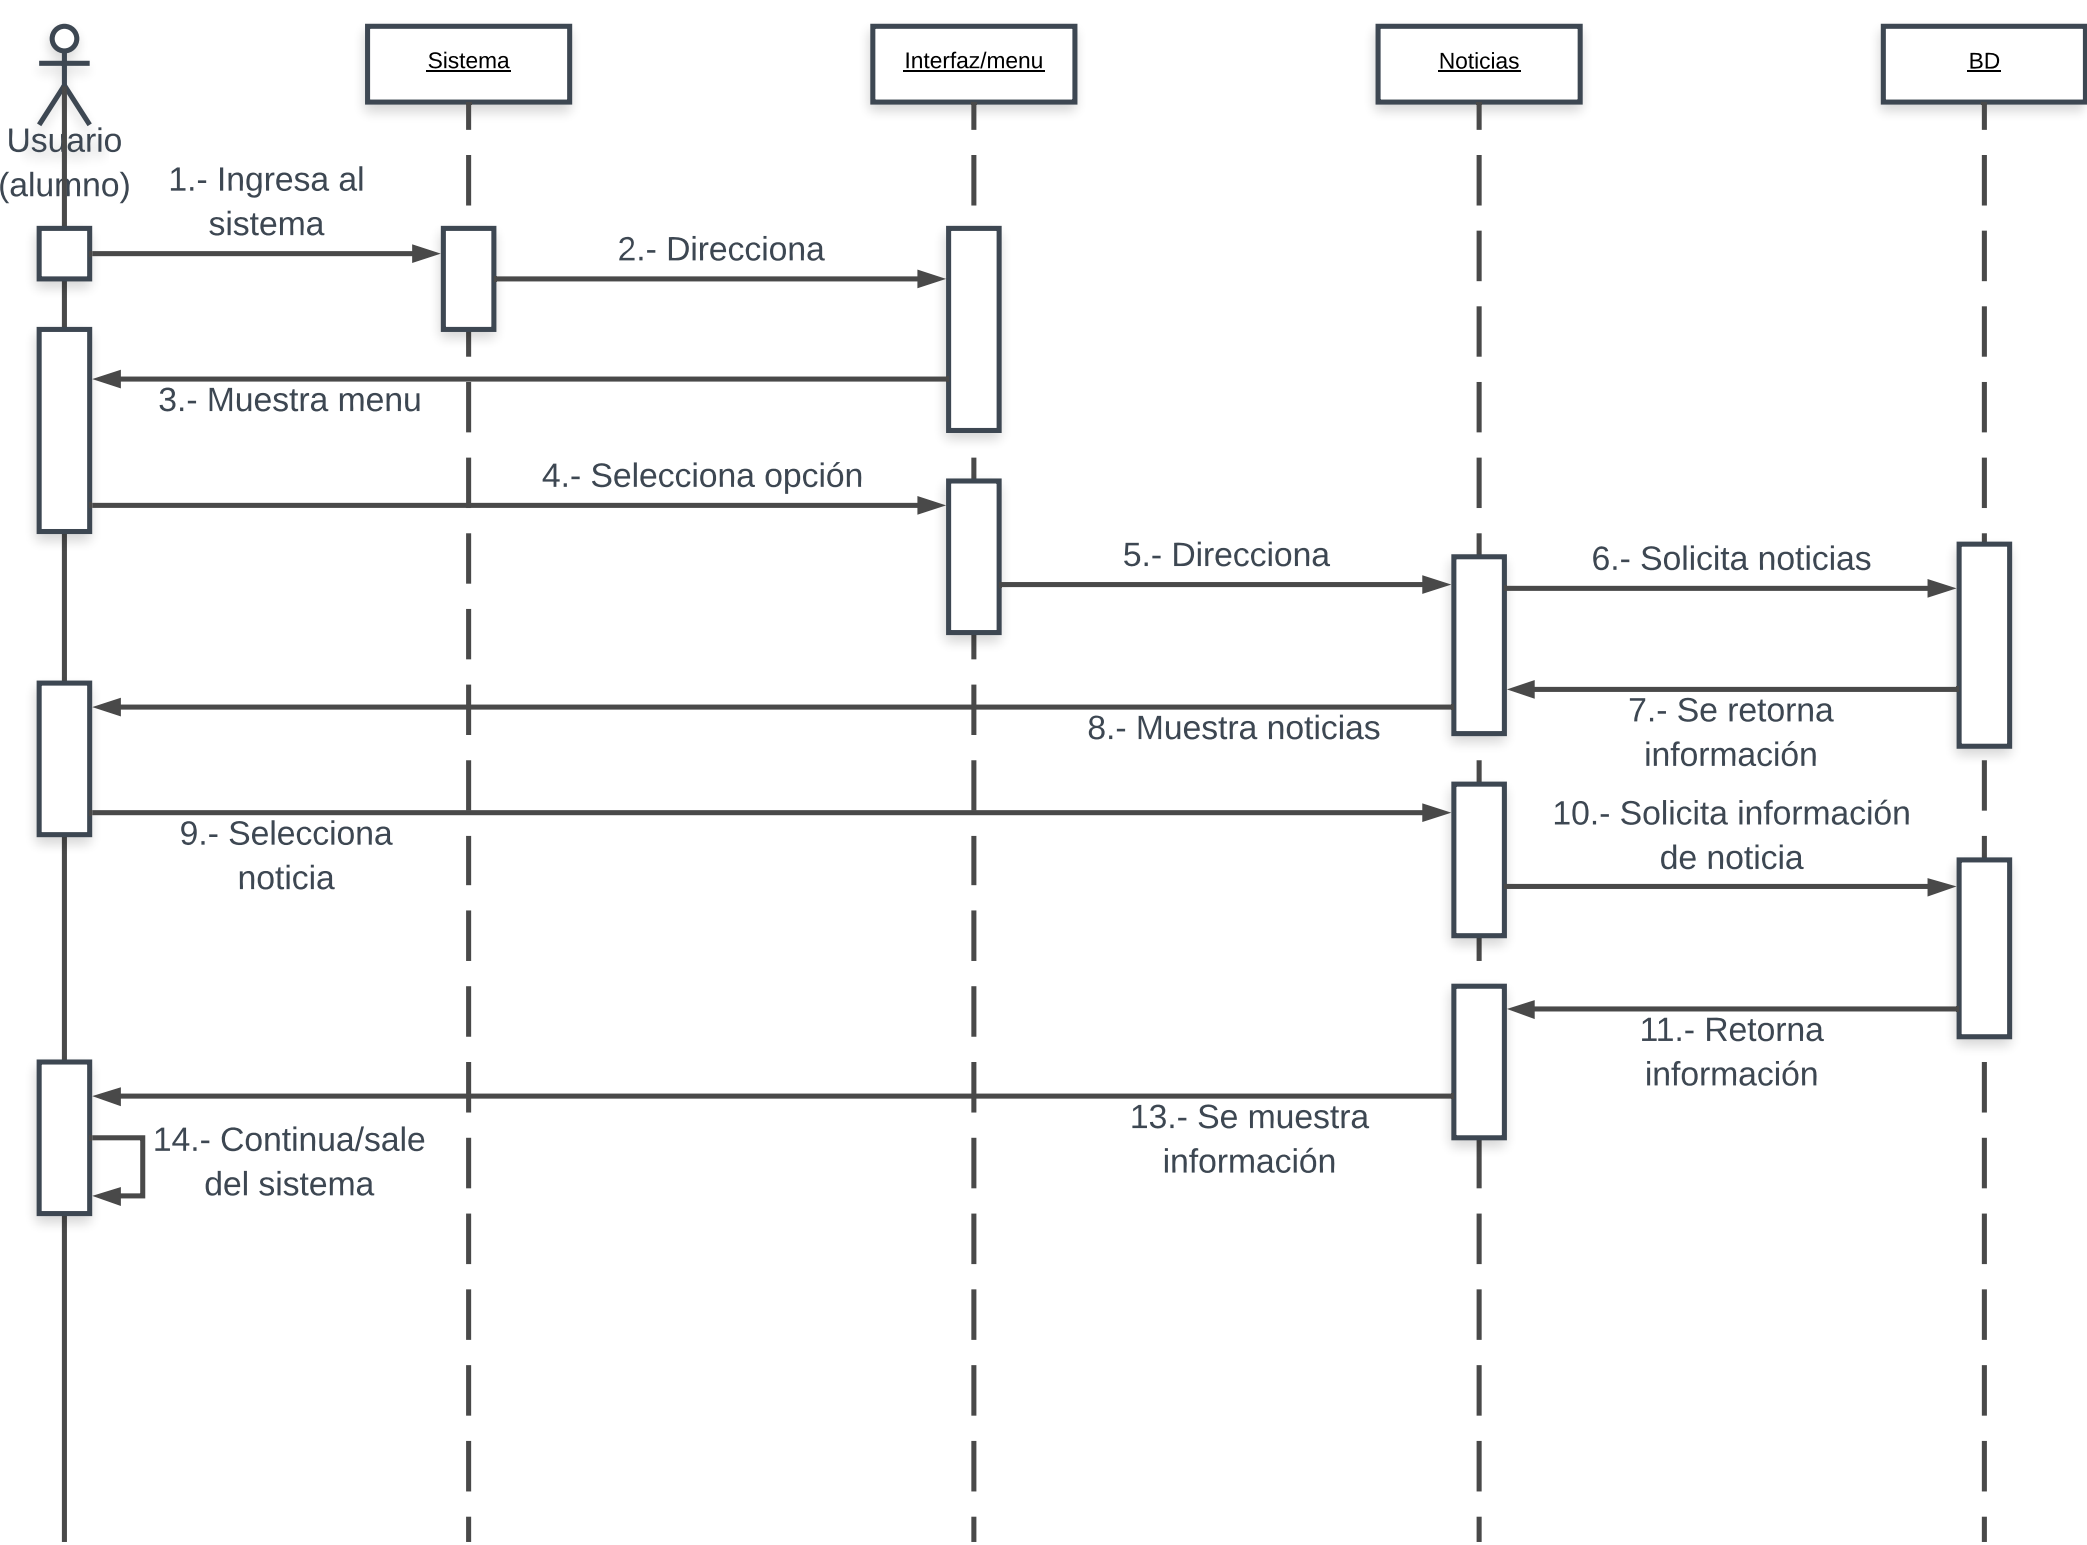 Sistema
Interfaz/menu
Noticias
BD
Usuario
(alumno)
1.- Ingresa al
sistema
2.- Direcciona
3.- Muestra menu
4.- Selecciona opción
5.- Direcciona
6.- Solicita noticias
7.- Se retorna
información
8.- Muestra noticias
9.- Selecciona
noticia
10.- Solicita información
de noticia
11.- Retorna
información
13.- Se muestra
información
14.- Continua/sale
del sistema